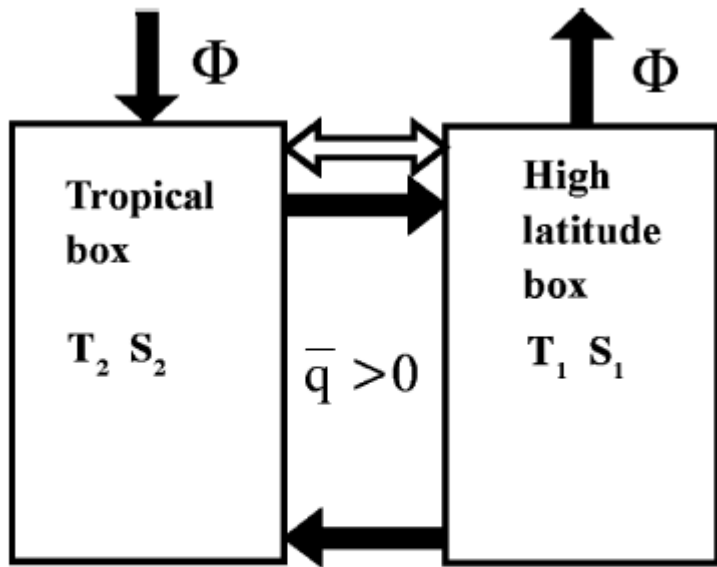 Φ
Φ
Tropical
box
T₂ S₂
q̄ >0
High
latitude
box
T₁ S₁